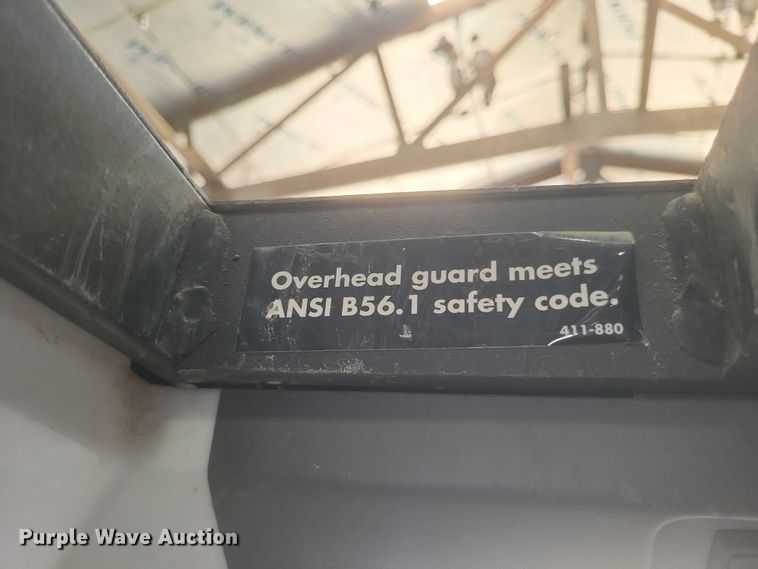 Overhead guard meets
ANSI B56.1 safety code.
411-880
Purple Wave Auction